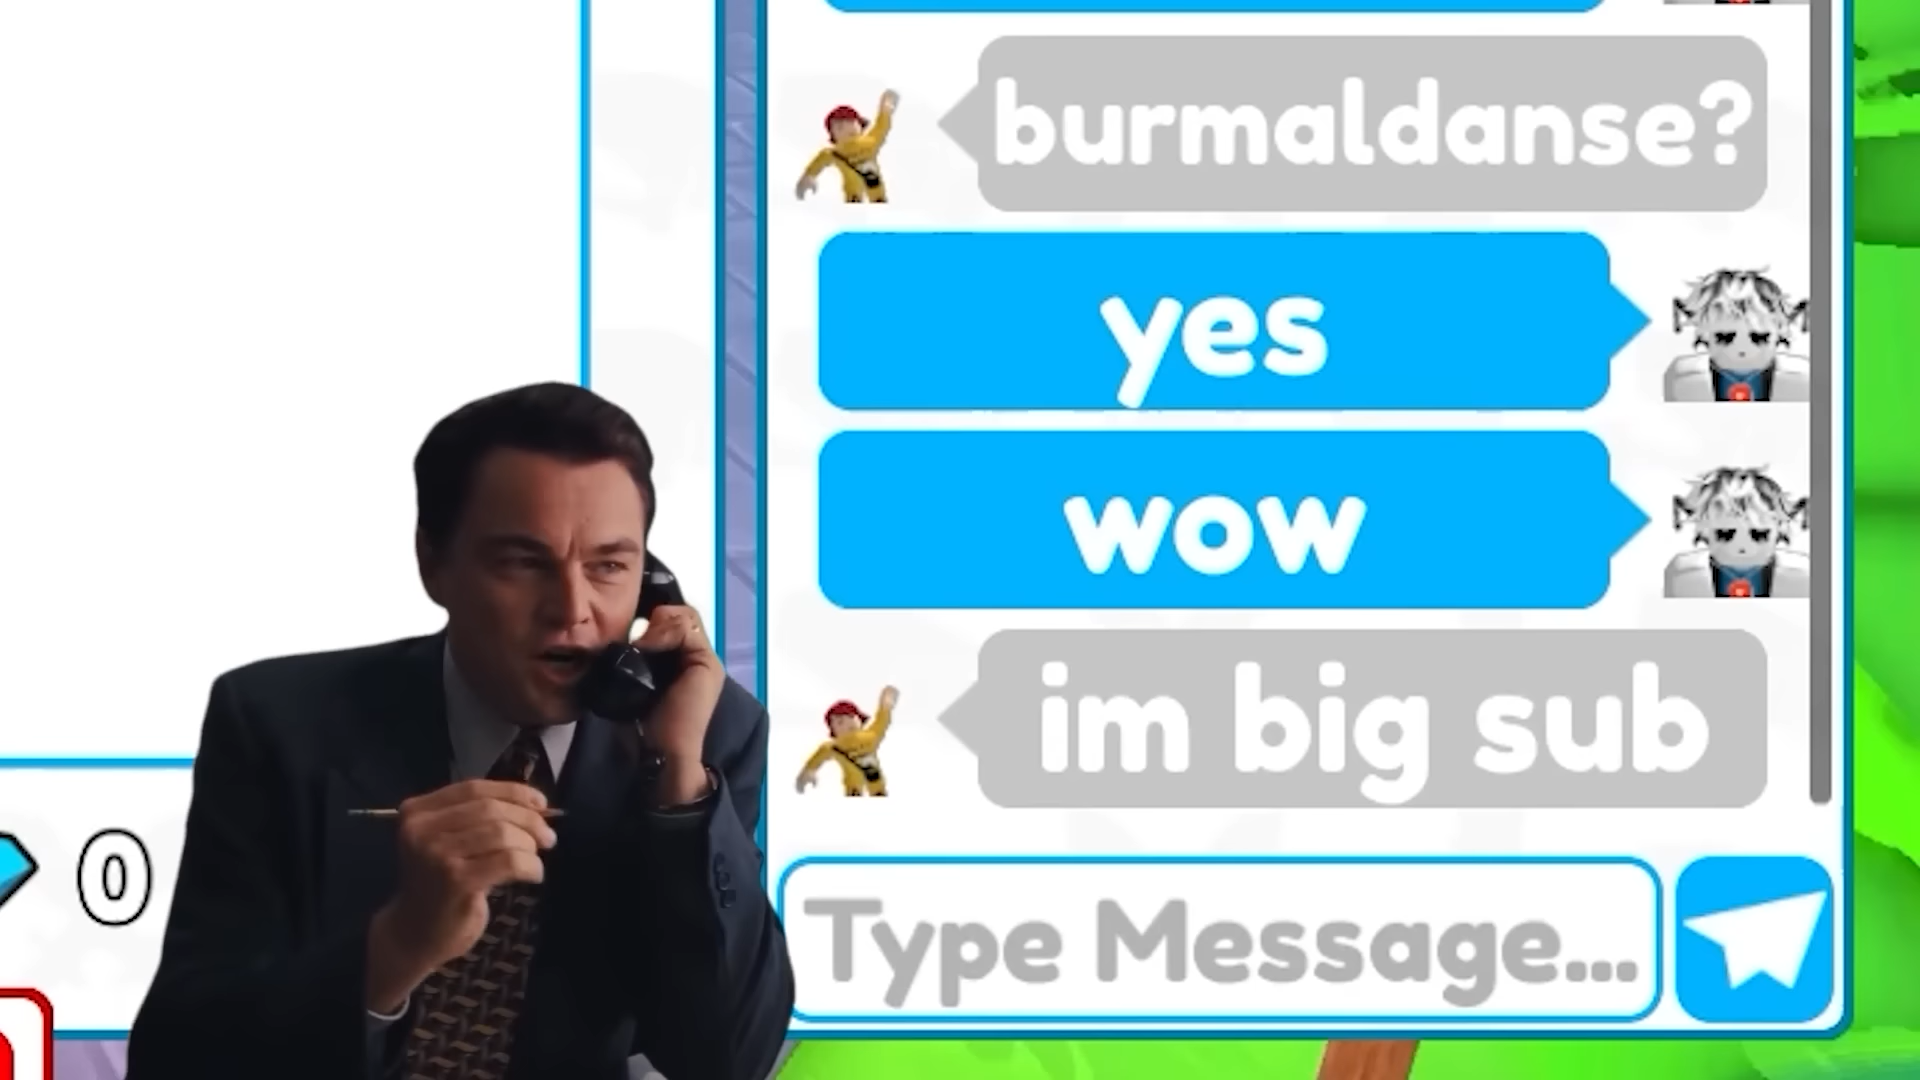 burmaldanse?
yes
wow
im big sub
Type Message...
0